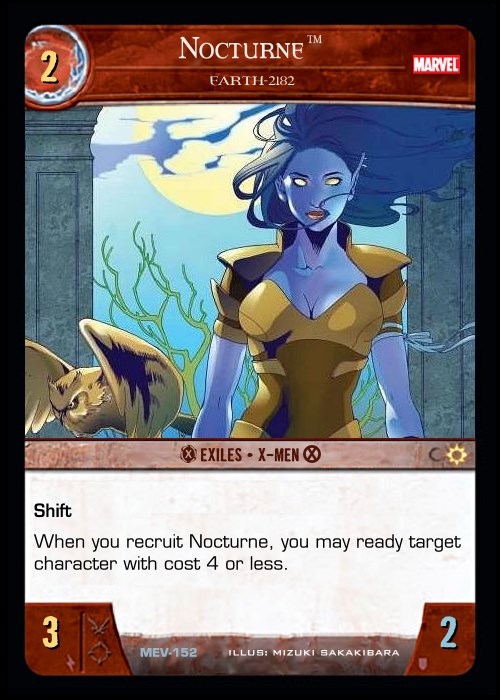 2
NOCTURNE™
MARVEL
EARTH-2182
EXILES • X-MEN
Shift
When you recruit Nocturne, you may ready target
character with cost 4 or less.
3
MEV-152
ILLUS: MIZUKI SAKAKIBARA
2